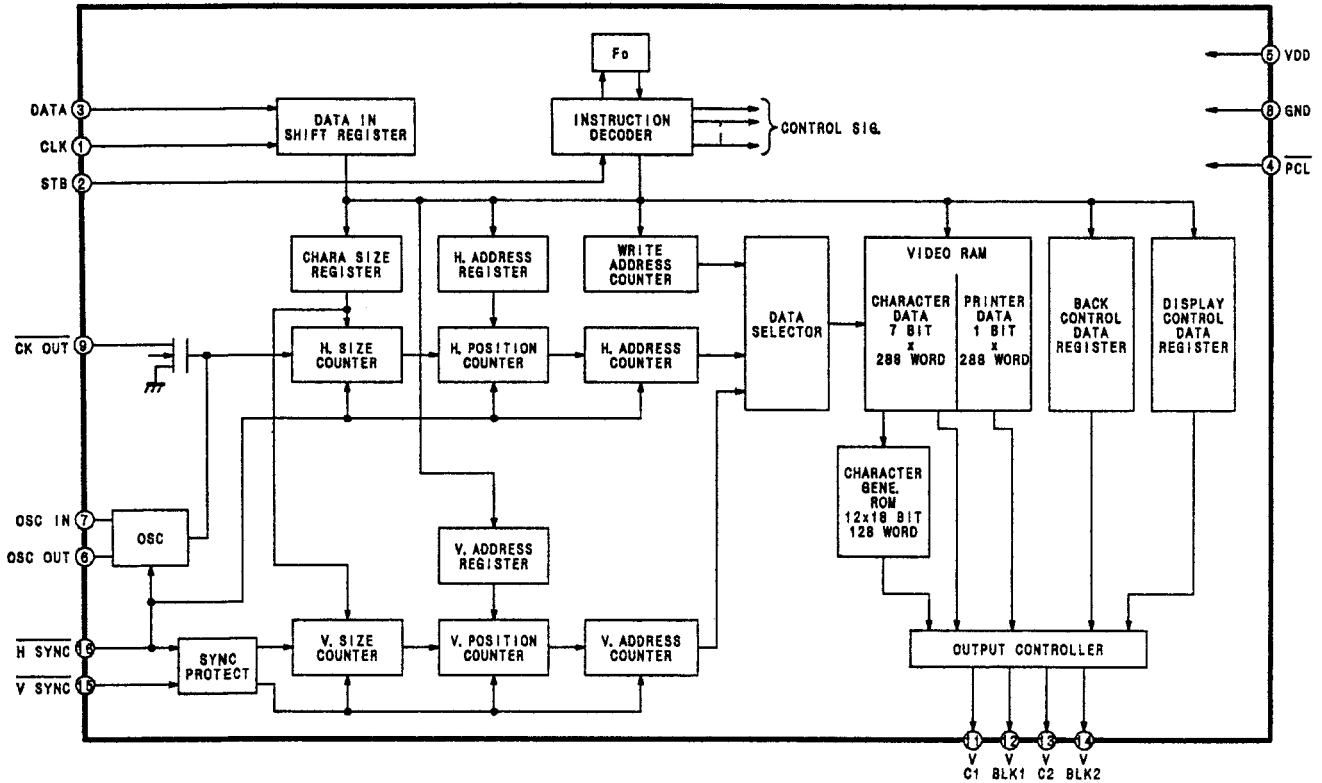 Fo
5 VDD
DATA 3
DATA IN
SHIFT REGISTER
INSTRUCTION
DECODER
CONTROL SIG.
8 GND
CLK 1
4 PCL
STB 2
CHARA SIZE
REGISTER
H. ADDRESS
REGISTER
WRITE
ADDRESS
COUNTER
DATA
SELECTOR
VIDEO RAM
CHARACTER
DATA
7 BIT
x
288 WORD
PRINTER
DATA
1 BIT
x
288 WORD
BACK
CONTROL
DATA
REGISTER
DISPLAY
CONTROL
DATA
REGISTER
CK OUT 9
H. SIZE
COUNTER
H. POSITION
COUNTER
H. ADDRESS
COUNTER
CHARACTER
GENE.
ROM
12x18 BIT
128 WORD
OSC IN 7
OSC
OSC OUT 6
V. ADDRESS
REGISTER
H SYNC 16
SYNC
PROTECT
V. SIZE
COUNTER
V. POSITION
COUNTER
V. ADDRESS
COUNTER
OUTPUT CONTROLLER
V SYNC 15
11 12 13 14
V V V V
C1 BLK1 C2 BLK2